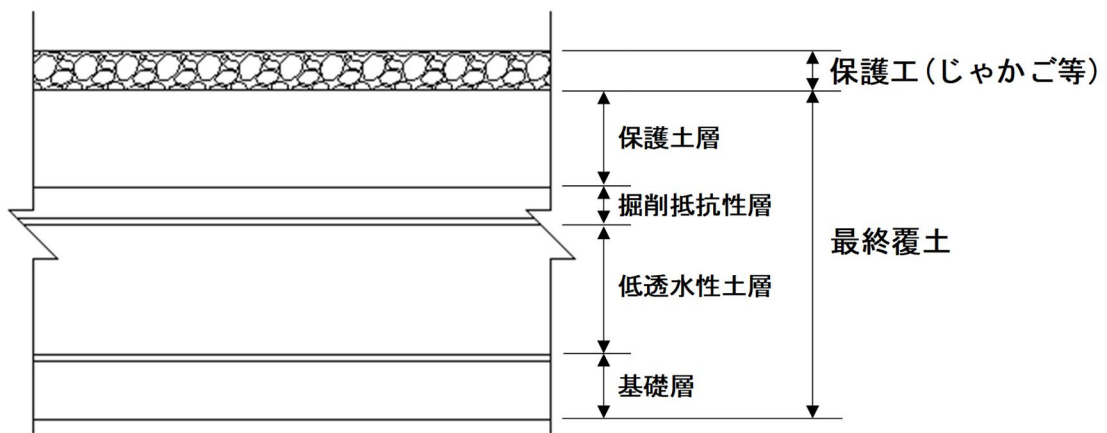 保護工(じゃかご等)
保護土層
掘削抵抗性層
最終覆土
低透水性土層
基礎層